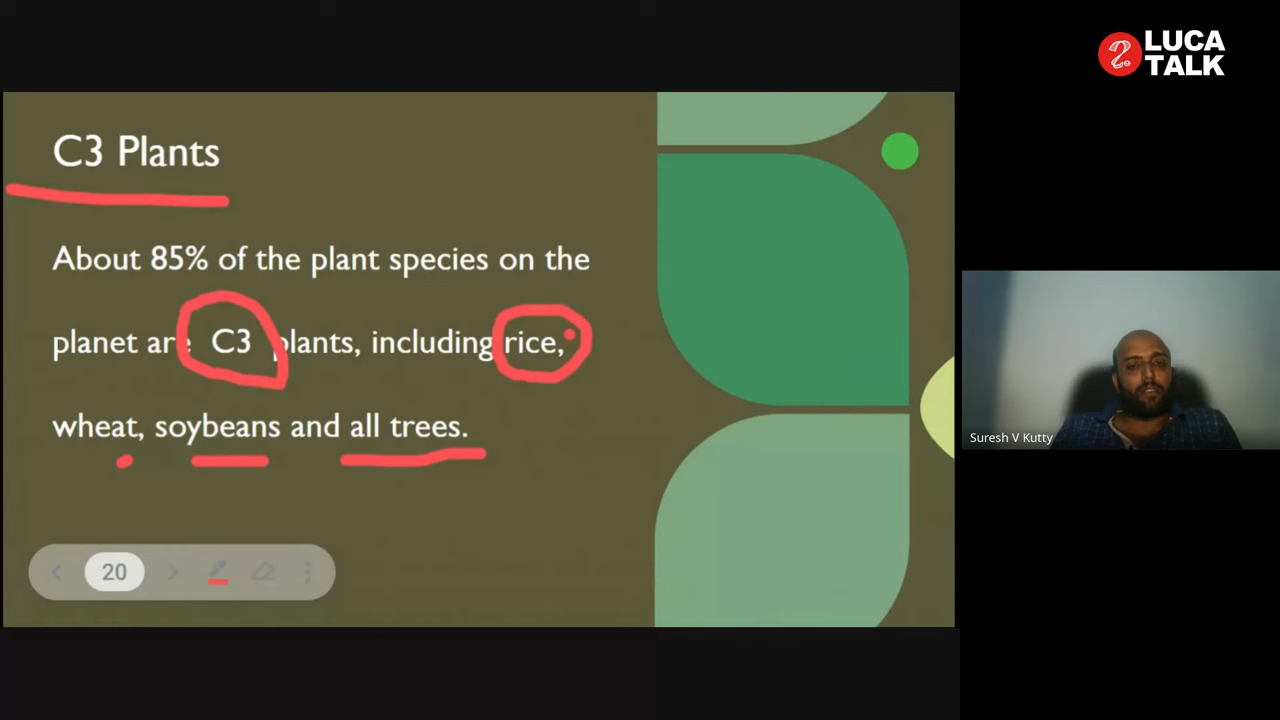 LUCA
TALK
C3 Plants
About 85% of the plant species on the
planet are C3 plants, including rice,
wheat, soybeans and all trees.
20
Suresh V Kutty